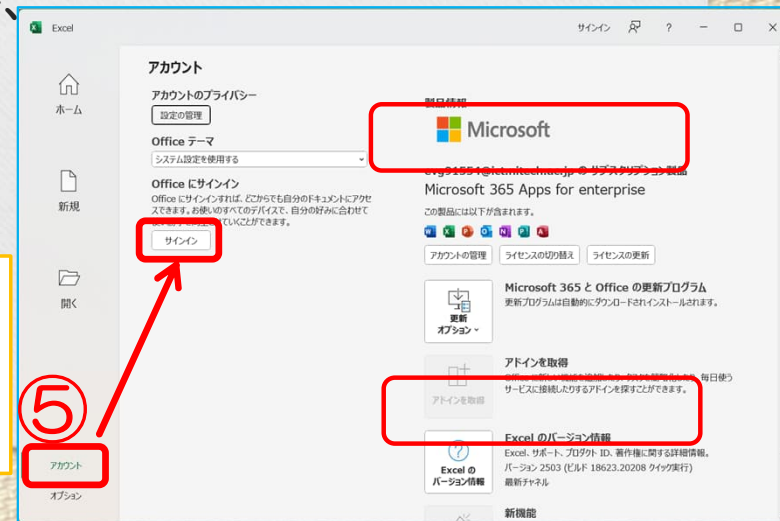 Excel
サインイン
?
ホーム
新規
開く
⑤
アカウント
オプション
アカウント
アカウントのプライバシー
設定の管理
Office テーマ
システム設定を使用する
Office にサインイン
Office にサインインすれば、どこからでも自分のドキュメントにアクセ
スできます。お使いのすべてのデバイスで、自分の好みに合わせて
いくことができます。
サインイン
製品情報
Microsoft
のサブスクリプション製品
Microsoft 365 Apps for enterprise
この製品には以下が含まれます。
アカウントの管理
ライセンスの切り替え
ライセンスの更新
更新
オプション
Microsoft 365 と Office の更新プログラム
更新プログラムは自動的にダウンロードされインストールされます。
アドインを取得
アドインを取得
毎日使う
サービスに接続したりするアドインを探すことができます。
Excel の
バージョン情報
Excel のバージョン情報
Excel、サポート、プロダクト ID、著作権に関する詳細情報。
バージョン 2503 (ビルド 18623.20208 クイック実行)
最新チャネル
新機能